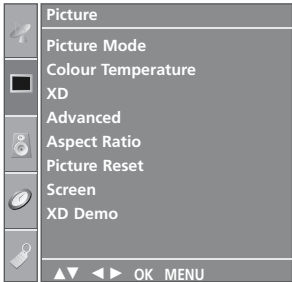 Picture
Picture Mode
Colour Temperature
XD
Advanced
Aspect Ratio
Picture Reset
Screen
XD Demo
▲▼ ◄► OK MENU